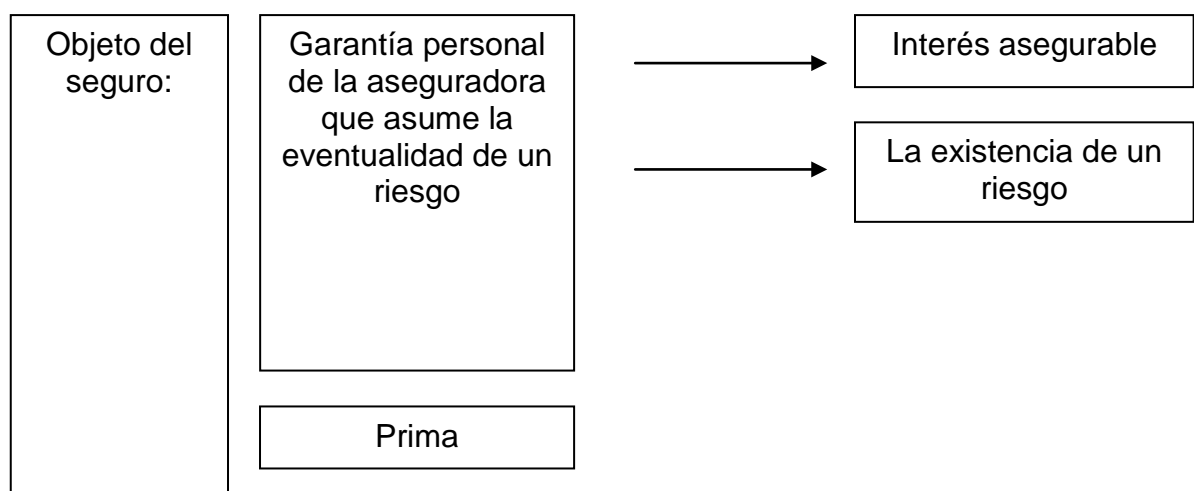 Objeto del
seguro:
Garantía personal
de la aseguradora
que asume la
eventualidad de un
riesgo
Interés asegurable
La existencia de un
riesgo
Prima